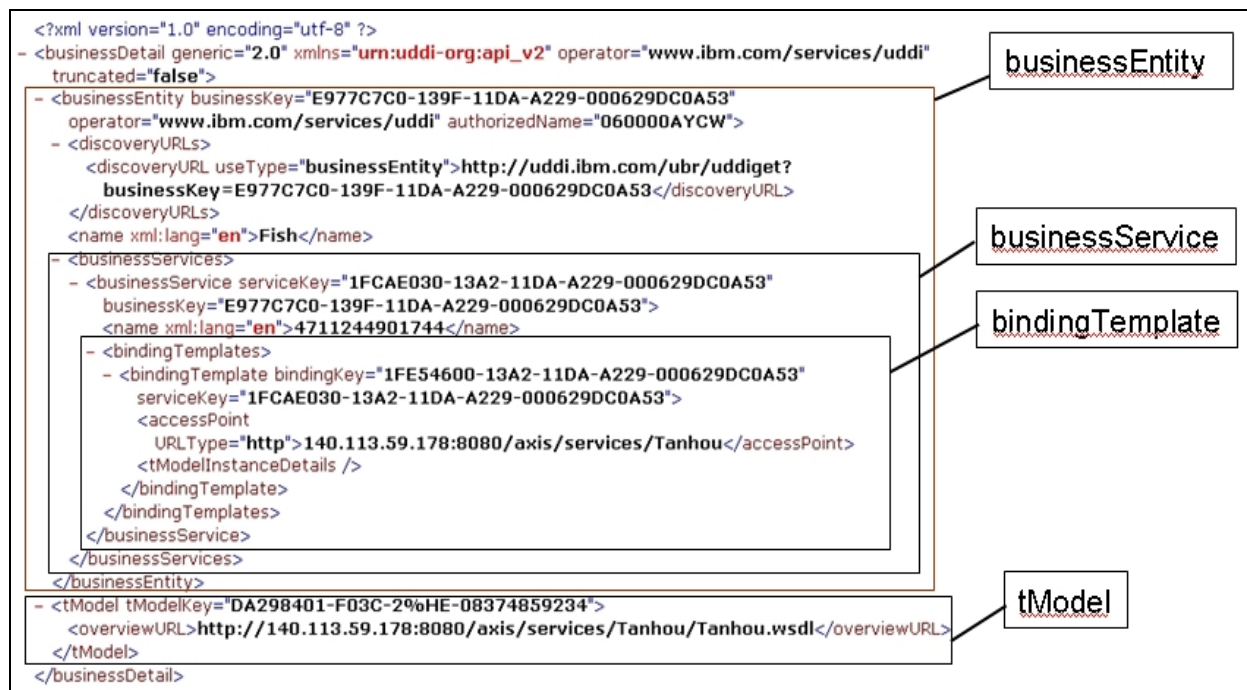 <?xml version="1.0" encoding="utf-8" ?>
- <businessDetail generic="2.0" xmlns="urn:uddi-org:api_v2" operator="www.ibm.com/services/uddi"
truncated="false">
- <businessEntity businessKey="E977C7C0-139F-11DA-A229-000629DC0A53"
operator="www.ibm.com/services/uddi" authorizedName="060000AYCW">
- <discoveryURLs>
<discoveryURL useType="businessEntity">http://uddi.ibm.com/ubr/uddiget?
businessKey=E977C7C0-139F-11DA-A229-000629DC0A53</discoveryURL>
</discoveryURLs>
<name xml:lang="en">Fish</name>
- <businessServices>
- <businessService serviceKey="1FCAE030-13A2-11DA-A229-000629DC0A53"
businessKey="E977C7C0-139F-11DA-A229-000629DC0A53">
<name xml:lang="en">4711244901744</name>
- <bindingTemplates>
- <bindingTemplate bindingKey="1FE54600-13A2-11DA-A229-000629DC0A53"
serviceKey="1FCAE030-13A2-11DA-A229-000629DC0A53">
<accessPoint
URLType="http">140.113.59.178:8080/axis/services/Tanhou</accessPoint>
<tModelInstanceDetails />
</bindingTemplate>
</bindingTemplates>
</businessService>
</businessServices>
</businessEntity>
- <tModel tModelKey="DA298401-F03C-2%HE-08374859234">
<overviewURL>http://140.113.59.178:8080/axis/services/Tanhou/Tanhou.wsdl</overviewURL>
</tModel>
</businessDetail>
businessEntity
businessService
bindingTemplate
tModel